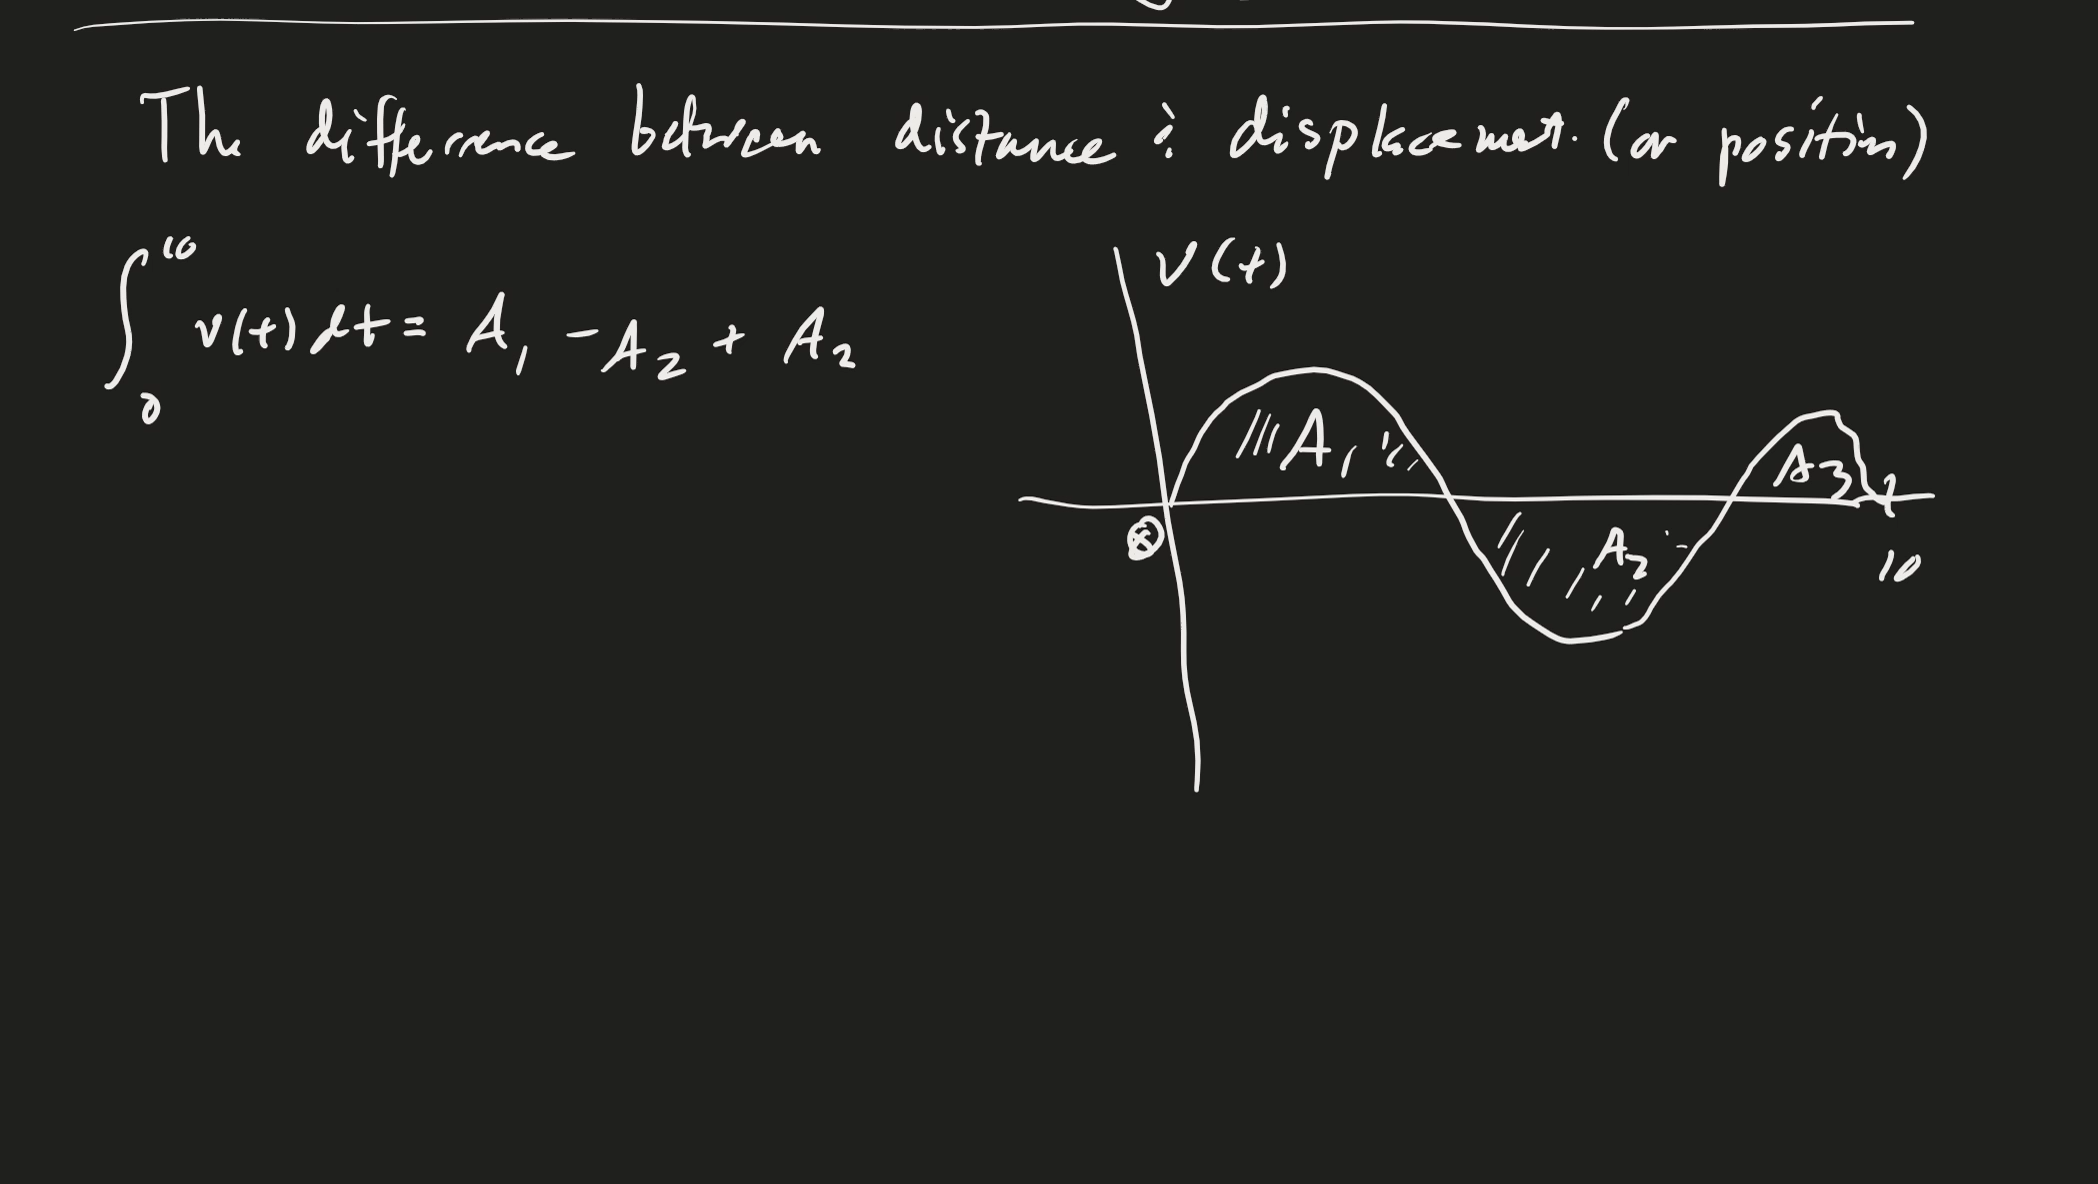 The difference between distance & displacement. (or position)
∫₀¹⁰ v(t) dt = A₁ - A₂ + A₂
v(t)
A₁
A₃
A₂
0
10